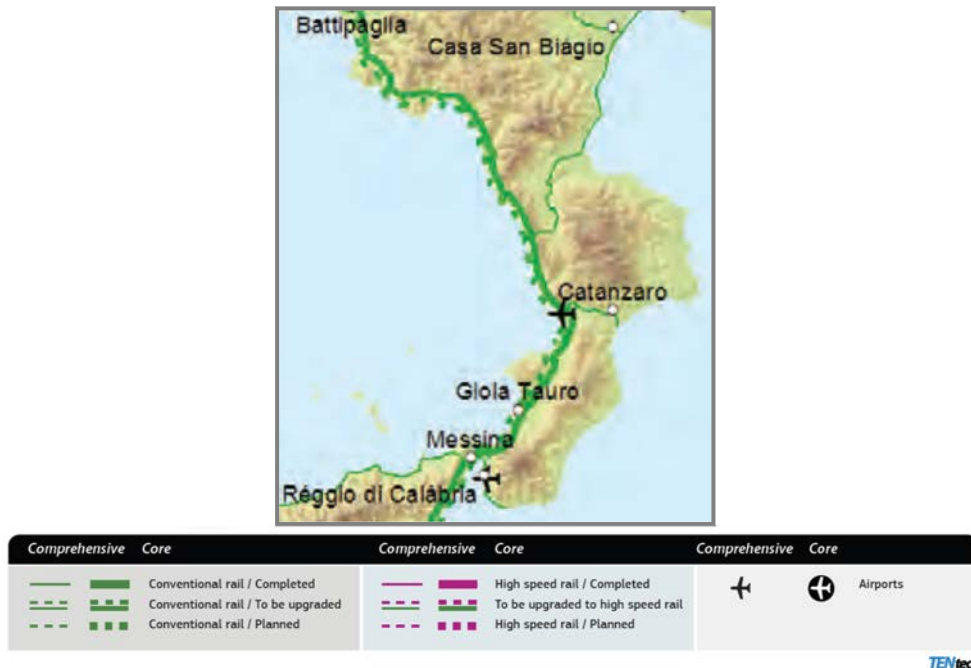 Battipaglia
Casa San Biagio
Catanzaro
Gioia Tauro
Messina
Réggio di Calábria
Comprehensive Core
Conventional rail / Completed
Conventional rail / To be upgraded
Conventional rail / Planned
Comprehensive Core
High speed rail / Completed
To be upgraded to high speed rail
High speed rail / Planned
Comprehensive Core
Airports
TENtec